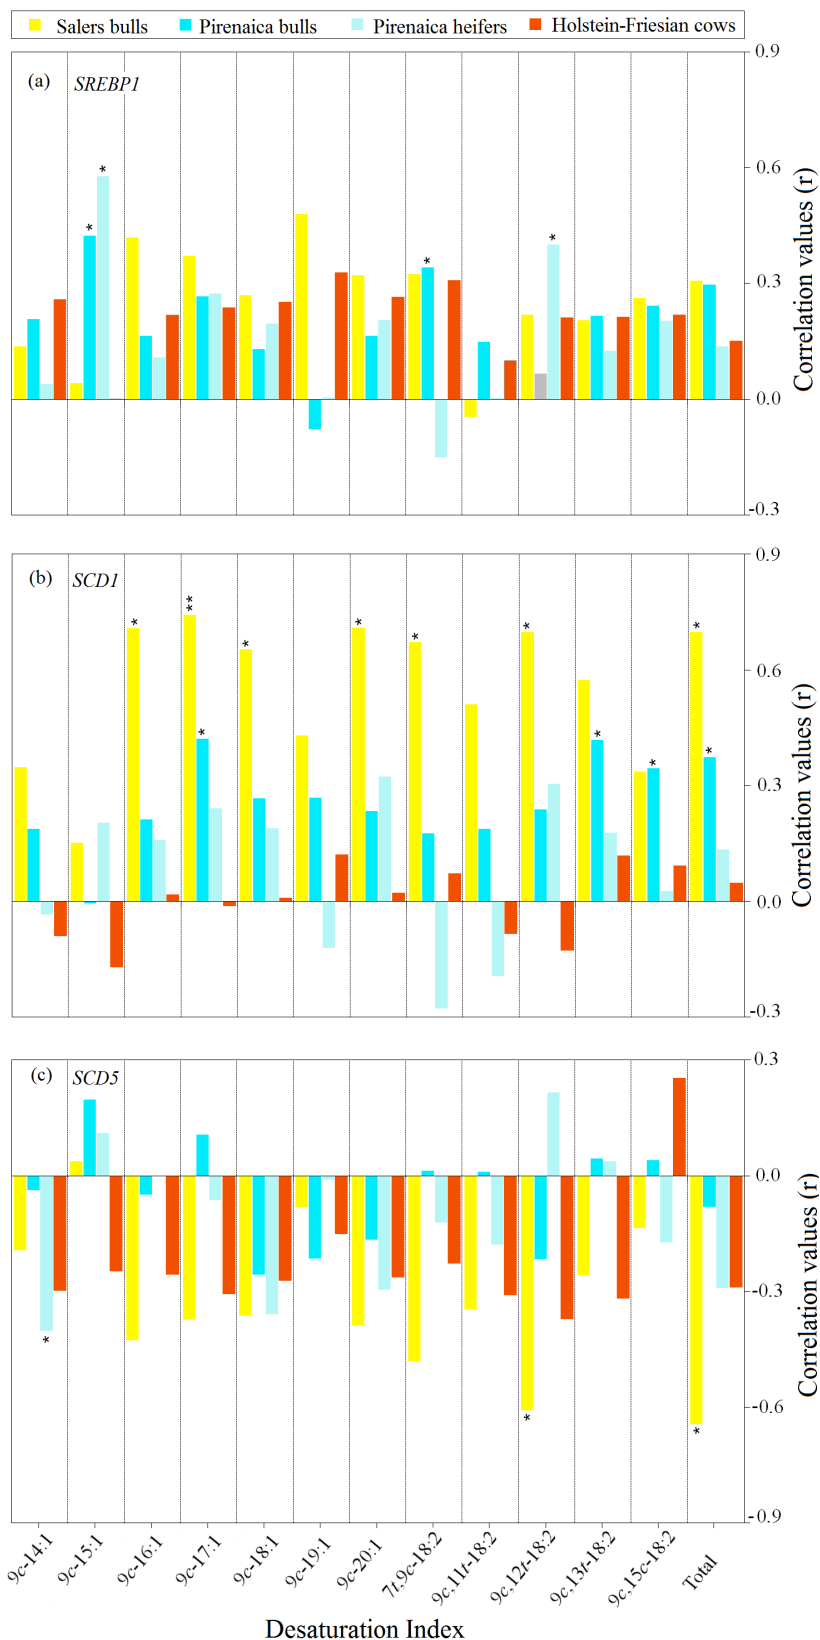 Salers bulls Pirenaica bulls Pirenaica heifers Holstein-Friesian cows
(a) SREBP1
0.9
* *
0.6
*
*
0.3
0.0
-0.3
Correlation values (r)
(b) SCD1
0.9
* ** * * * * *
0.6
* * * *
0.3
0.0
-0.3
Correlation values (r)
(c) SCD5
0.3
0.0
-0.3
*
-0.6
* *
-0.9
Correlation values (r)
9c-14:1
9c-15:1
9c-16:1
9c-17:1
9c-18:1
9c-19:1
9c-20:1
7t,9c-18:2
9c,11t-18:2
9c,12t-18:2
9c,13t-18:2
9c,15c-18:2
Total
Desaturation Index